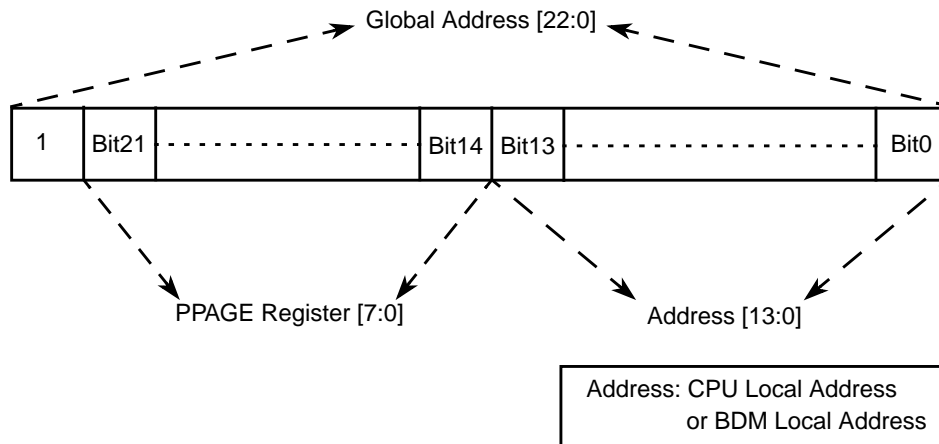 Global Address [22:0]
1 Bit21 Bit14 Bit13 Bit0
PPAGE Register [7:0]
Address [13:0]
Address: CPU Local Address
or BDM Local Address